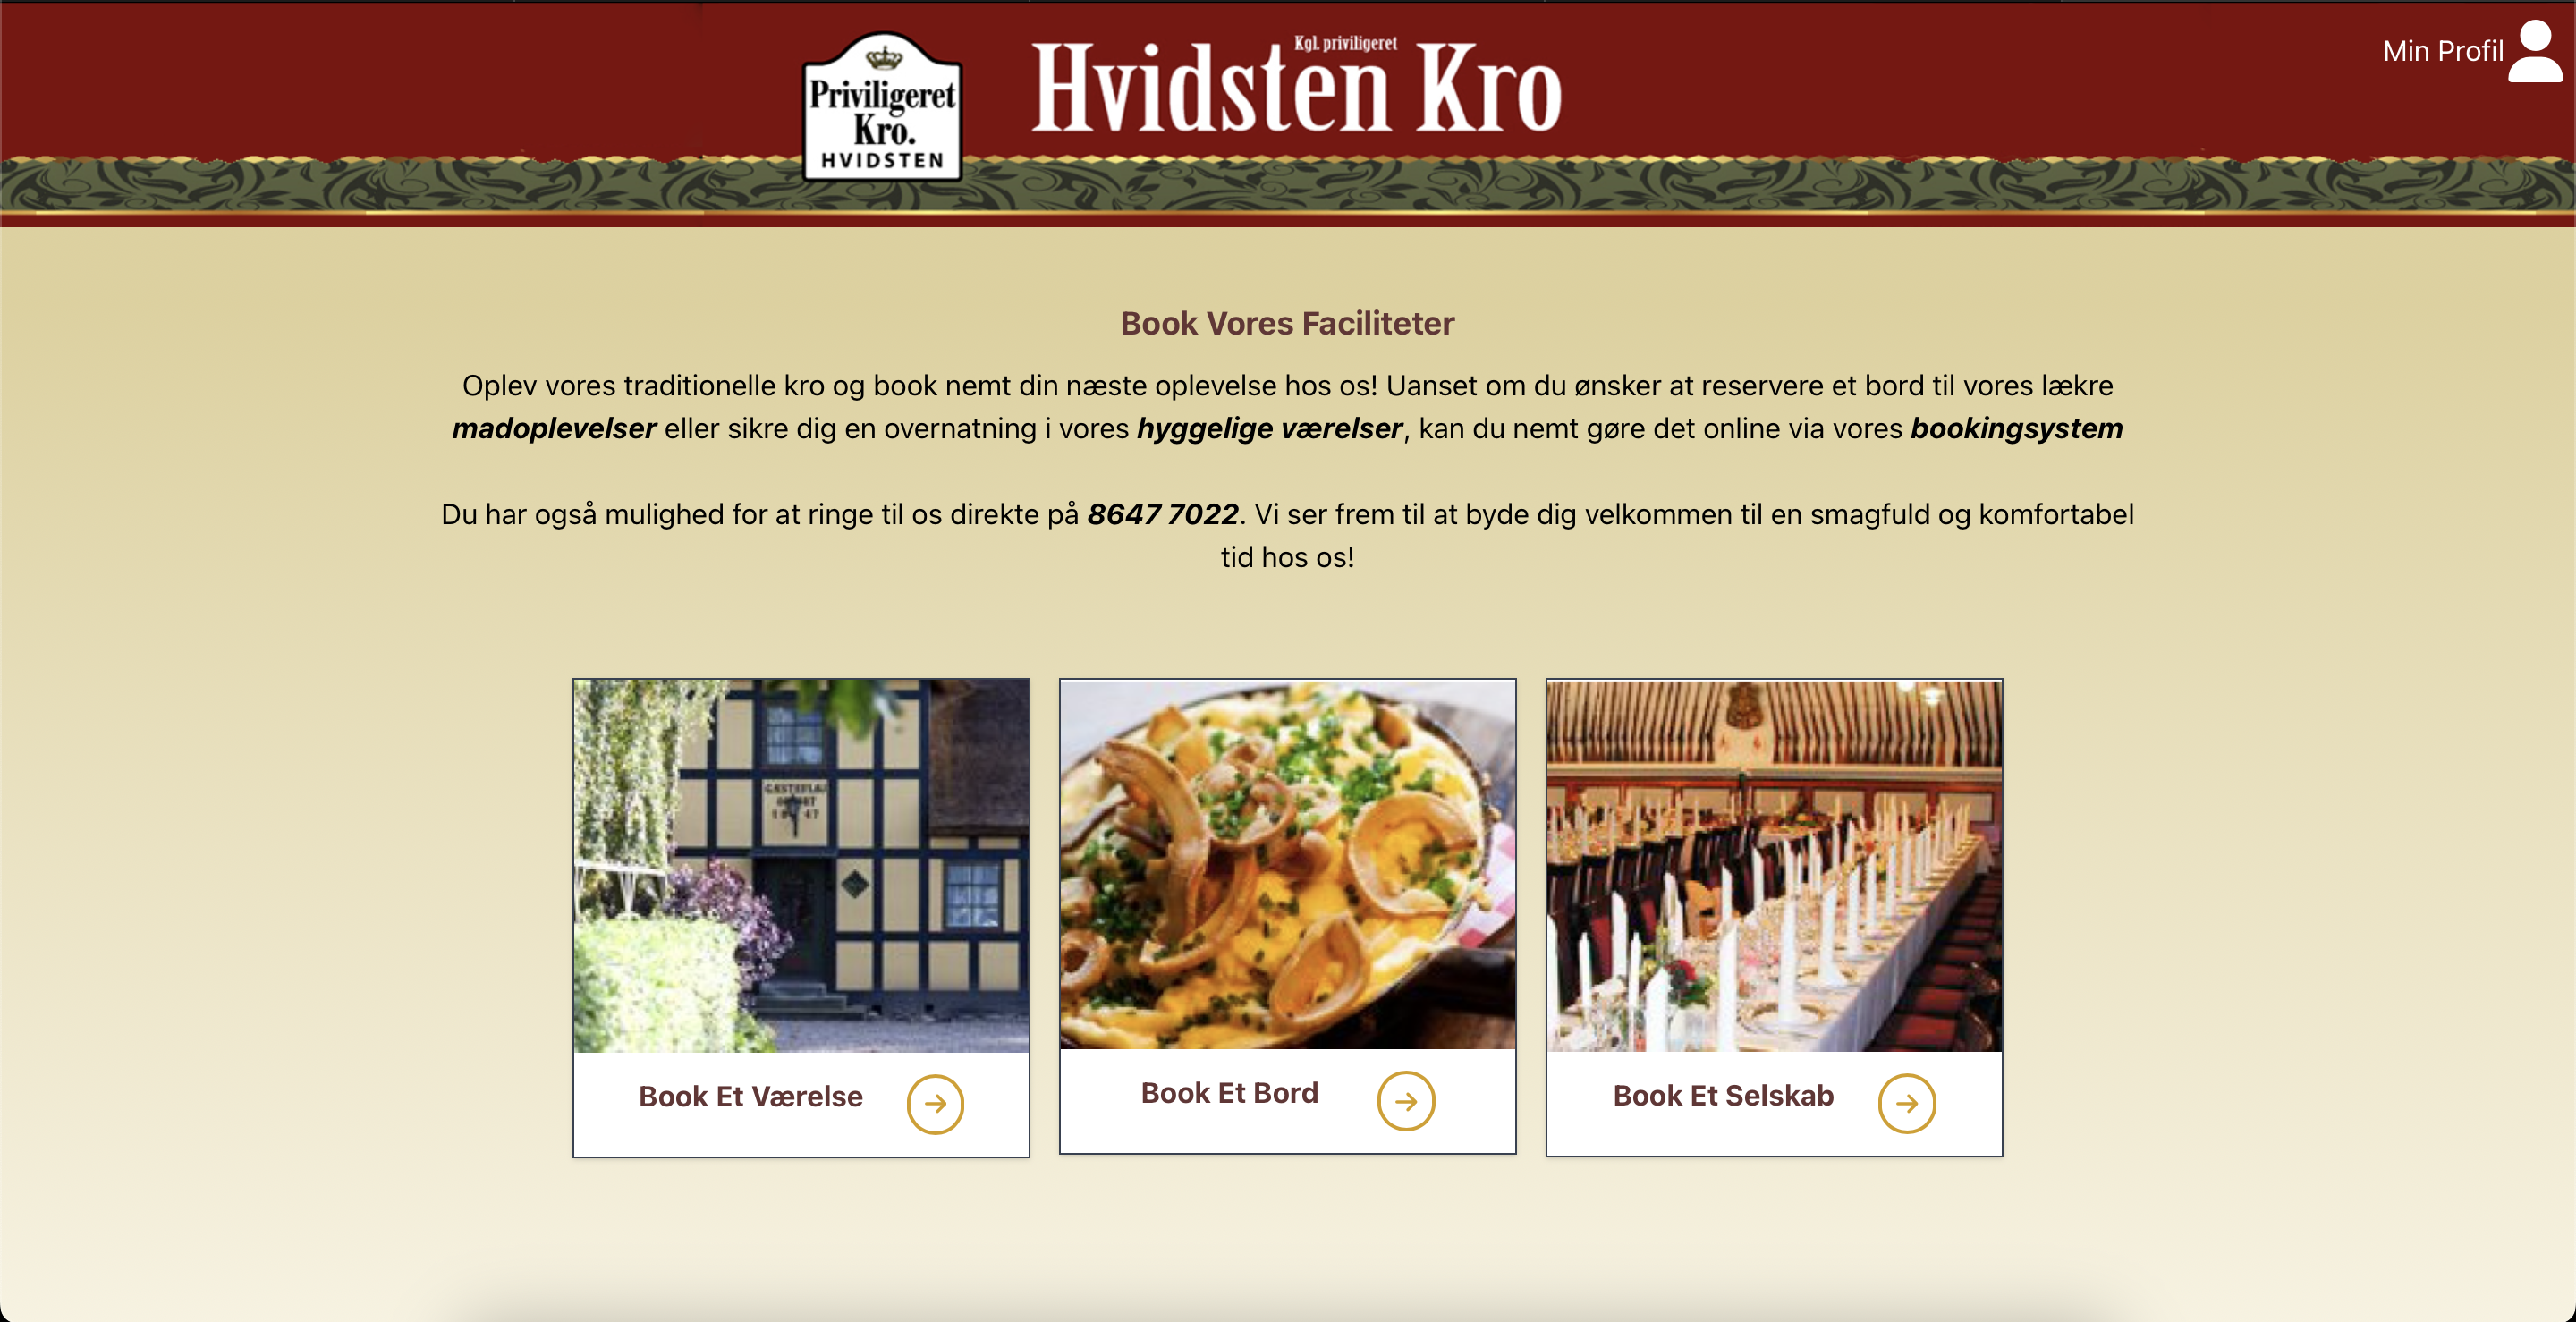 Priviligeret
Kro.
HVIDSTEN
Kgl. priviligeret
Hvidsten Kro
Min Profil
Book Vores Faciliteter
Oplev vores traditionelle kro og book nemt din næste oplevelse hos os! Uanset om du ønsker at reservere et bord til vores lækre
madoplevelser eller sikre dig en overnatning i vores hyggelige værelser, kan du nemt gøre det online via vores bookingsystem
Du har også mulighed for at ringe til os direkte på 8647 7022. Vi ser frem til at byde dig velkommen til en smagfuld og komfortabel
tid hos os!
Book Et Værelse
Book Et Bord
Book Et Selskab